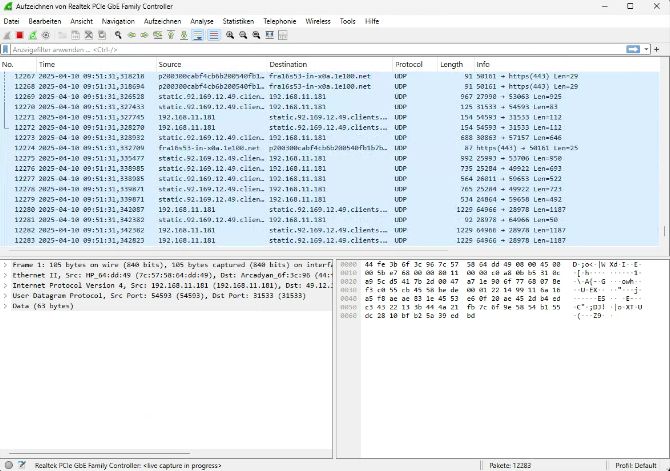 Aufzeichnen von Realtek PCIe GbE Family Controller
Datei Bearbeiten Ansicht Navigation Aufzeichnen Analyse Statistiken Telephonie Wireless Tools Hilfe
Anzeigefilter anwenden ... <Ctrl-/>
No. Time Source Destination Protocol Length Info
12267 2025-04-10 09:51:31,318218 p200300cabf4cb6b200540fb1… fra16s53-in-x0a.1e100.net UDP 91 50161 → https(443) Len=29
12268 2025-04-10 09:51:31,318694 p200300cabf4cb6b200540fb1… fra16s53-in-x0a.1e100.net UDP 91 50161 → https(443) Len=29
12269 2025-04-10 09:51:31,326528 static.92.169.12.49.clien… 192.168.11.181 UDP 967 27990 → 53063 Len=925
12270 2025-04-10 09:51:31,327433 static.92.169.12.49.clien… 192.168.11.181 UDP 125 31533 → 54593 Len=83
12271 2025-04-10 09:51:31,327745 192.168.11.181 static.92.169.12.49.clients.… UDP 154 54593 → 31533 Len=112
12272 2025-04-10 09:51:31,328270 192.168.11.181 static.92.169.12.49.clients.… UDP 154 54593 → 31533 Len=112
12273 2025-04-10 09:51:31,328932 static.92.169.12.49.clien… 192.168.11.181 UDP 688 30863 → 57157 Len=646
12274 2025-04-10 09:51:31,332709 fra16s53-in-x0a.1e100.net p200300cabf4cb6b200540fb1b7b… UDP 87 https(443) → 50161 Len=25
12275 2025-04-10 09:51:31,335477 static.92.169.12.49.clien… 192.168.11.181 UDP 992 25993 → 53706 Len=950
12276 2025-04-10 09:51:31,338985 static.92.169.12.49.clien… 192.168.11.181 UDP 735 25284 → 49922 Len=693
12277 2025-04-10 09:51:31,338985 static.92.169.12.49.clien… 192.168.11.181 UDP 564 26011 → 59653 Len=522
12278 2025-04-10 09:51:31,339871 static.92.169.12.49.clien… 192.168.11.181 UDP 765 25284 → 49922 Len=723
12279 2025-04-10 09:51:31,339871 static.92.169.12.49.clien… 192.168.11.181 UDP 534 24864 → 59658 Len=492
12280 2025-04-10 09:51:31,342087 192.168.11.181 static.92.169.12.49.clients.… UDP 1229 64966 → 28978 Len=1187
12281 2025-04-10 09:51:31,342382 192.168.11.181 static.92.169.12.49.clients.… UDP 92 28978 → 64966 Len=50
12282 2025-04-10 09:51:31,342382 192.168.11.181 static.92.169.12.49.clients.… UDP 1229 64966 → 28978 Len=1187
12283 2025-04-10 09:51:31,342823 192.168.11.181 static.92.169.12.49.clients.… UDP 1229 64966 → 28978 Len=1187
Frame 1: 105 bytes on wire (840 bits), 105 bytes captured (840 bits) on interfa
Ethernet II, Src: HP_64:dd:49 (7c:57:58:64:dd:49), Dst: Arcadyan_6f:3c:96 (44:
Internet Protocol Version 4, Src: 192.168.11.181 (192.168.11.181), Dst: 49.12.
User Datagram Protocol, Src Port: 54593 (54593), Dst Port: 31533 (31533)
Data (63 bytes)
0000 44 fe 3b 6f 3c 96 7c 57 58 64 dd 49 08 00 45 00
0010 00 5b e7 68 00 00 80 11 00 00 c0 a8 0b b5 31 0c
0020 a9 5c d5 41 7b 2d 00 47 a7 1e 90 6f 77 68 07 8e
0030 f3 c0 55 cb 45 58 be de 00 01 22 14 99 11 6a 16
0040 a5 f8 ae ae 83 1e 45 53 e6 0f 20 ae 45 2d b4 ed
0050 c3 43 22 13 3b 44 4a 21 fb 7c 6f 9e 58 54 b1 55
0060 dc 28 10 bf b2 5a 39 ed bd
Realtek PCIe GbE Family Controller: <live capture in progress>
Pakete: 12283
Profil: Default